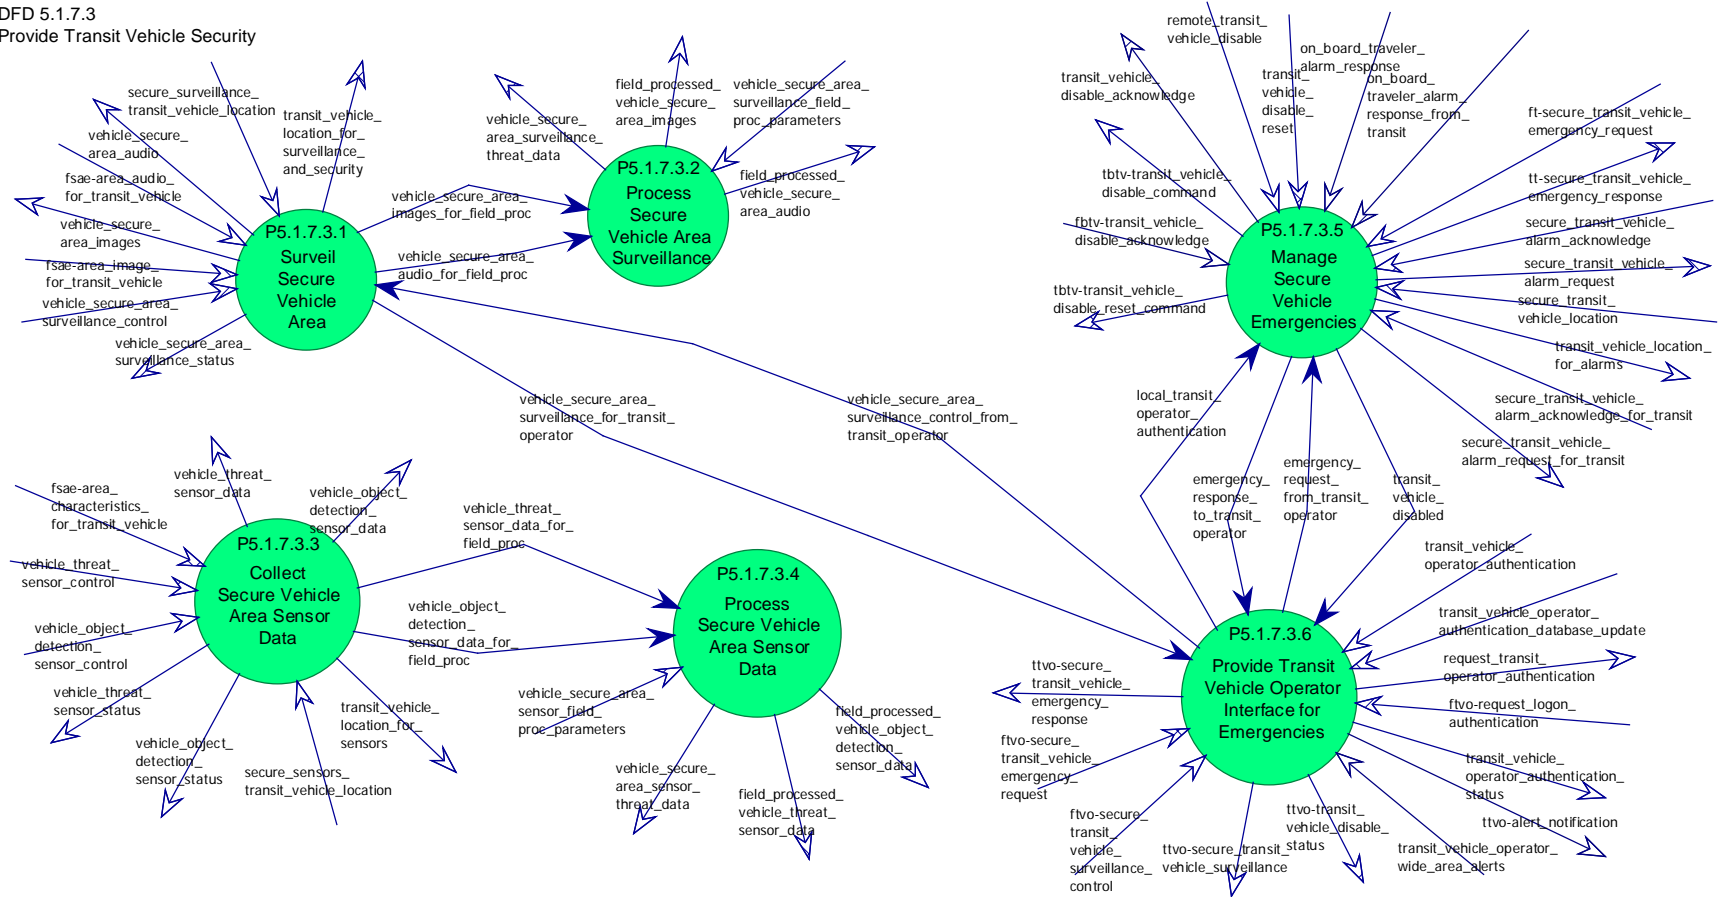 DFD 5.1.7.3
Provide Transit Vehicle Security
secure_surveillance_
transit_vehicle_location
vehicle_secure_
area_audio
fsae-area_audio_
for_transit_vehicle
vehicle_secure_
area_images
fsae-area_image_
for_transit_vehicle
vehicle_secure_area_
surveillance_control
vehicle_secure_area_
surveillance_status
transit_vehicle_
location_for_
surveillance_
and_security
P5.1.7.3.1
Surveil
Secure
Vehicle
Area
vehicle_secure_area_
images_for_field_proc
vehicle_secure_area_
audio_for_field_proc
vehicle_secure_
area_surveillance_
threat_data
field_processed_
vehicle_secure_
area_images
vehicle_secure_area_
surveillance_field_
proc_parameters
field_processed_
vehicle_secure_
area_audio
P5.1.7.3.2
Process
Secure
Vehicle Area
Surveillance
vehicle_secure_area_
surveillance_for_transit_
operator
vehicle_secure_area_
surveillance_control_from_
transit_operator
fsae-area_
characteristics_
for_transit_vehicle
vehicle_threat_
sensor_data
vehicle_object_
detection_
sensor_data
vehicle_threat_
sensor_control
vehicle_object_
detection_
sensor_control
vehicle_threat_
sensor_status
vehicle_object_
detection_
sensor_status
secure_sensors_
transit_vehicle_location
transit_vehicle_
location_for_
sensors
P5.1.7.3.3
Collect
Secure Vehicle
Area Sensor
Data
vehicle_threat_
sensor_data_for_
field_proc
vehicle_object_
detection_
sensor_data_for_
field_proc
P5.1.7.3.4
Process
Secure Vehicle
Area Sensor
Data
vehicle_secure_area_
sensor_field_
proc_parameters
vehicle_secure_
area_sensor_
threat_data
field_processed_
vehicle_threat_
sensor_data
field_processed_
vehicle_object_
detection_
sensor_data
remote_transit_
vehicle_disable
transit_vehicle_
disable_acknowledge
transit_
vehicle_
disable_
reset
on_board_traveler_
alarm_response
on_board_
traveler_alarm_
response_from_
transit
tbtv-transit_vehicle_
disable_command
fbtv-transit_vehicle_
disable_acknowledge
tbtv-transit_vehicle_
disable_reset_command
ft-secure_transit_vehicle_
emergency_request
tt-secure_transit_vehicle_
emergency_response
secure_transit_vehicle_
alarm_acknowledge
secure_transit_vehicle_
alarm_request
secure_transit_
vehicle_location
transit_vehicle_location_
for_alarms
secure_transit_vehicle_
alarm_acknowledge_for_transit
secure_transit_vehicle_
alarm_request_for_transit
P5.1.7.3.5
Manage
Secure
Vehicle
Emergencies
local_transit_
operator_
authentication
emergency_
response_
to_transit_
operator
emergency_
request_
from_transit_
operator
transit_
vehicle_
disabled
P5.1.7.3.6
Provide Transit
Vehicle Operator
Interface for
Emergencies
transit_vehicle_
operator_authentication
transit_vehicle_operator_
authentication_database_update
request_transit_
operator_authentication
ftvo-request_logon_
authentication
transit_vehicle_
operator_authentication_
status
ttvo-alert_notification
transit_vehicle_operator_
wide_area_alerts
ttvo-transit_
vehicle_disable_
status
ttvo-secure_transit_
vehicle_surveillance
ftvo-secure_
transit_
vehicle_
surveillance_
control
ftvo-secure_
transit_vehicle_
emergency_
request
ttvo-secure_
transit_vehicle_
emergency_
response